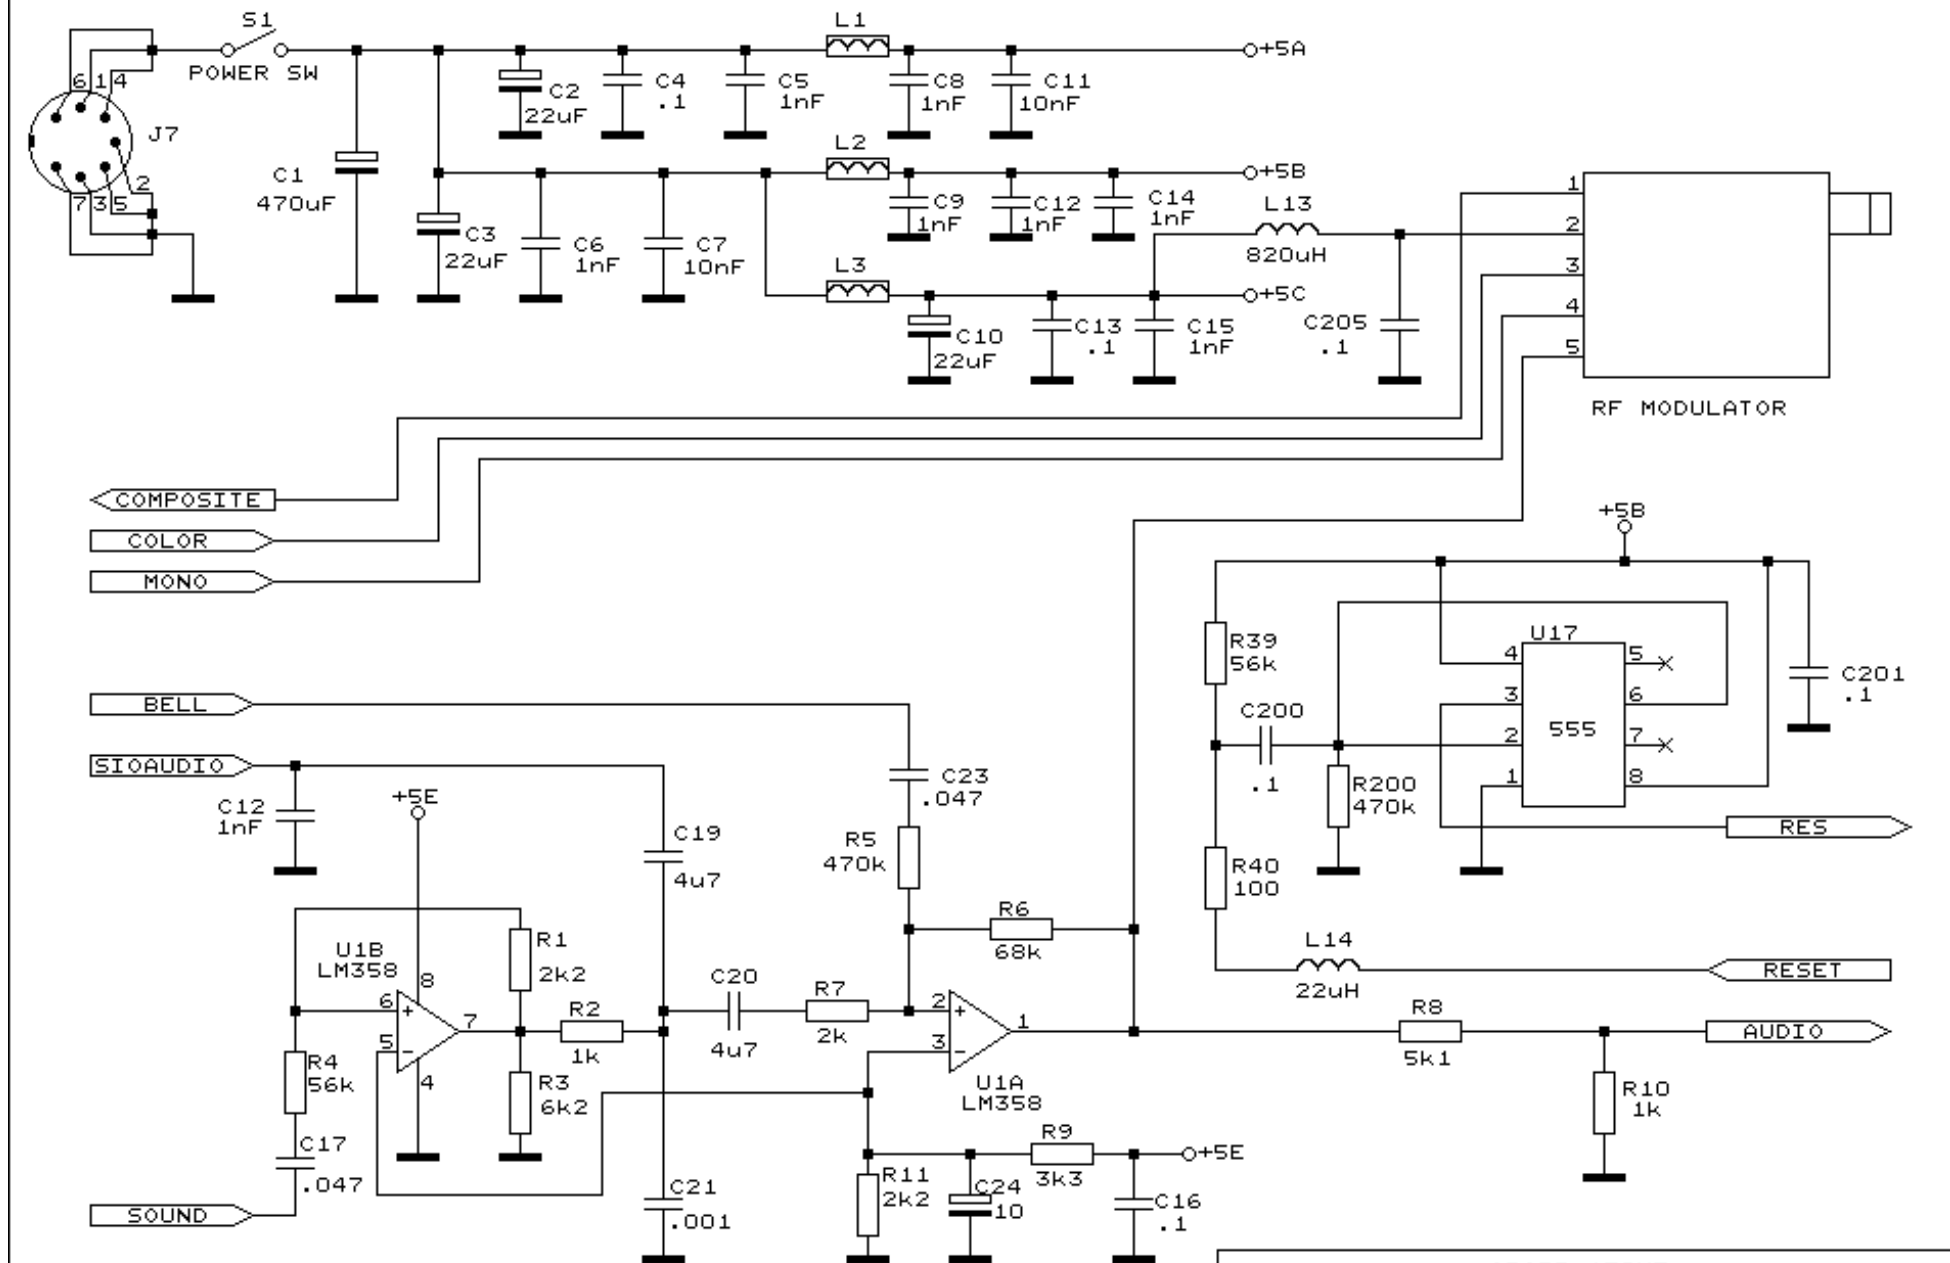 S1
POWER SW
6 1 4
J7
2
7 3 5
C1
470uF
C2
22uF
C4
.1
C5
1nF
L1
C8
1nF
C11
10nF
+5A
C3
22uF
C6
1nF
C7
10nF
L2
C9
1nF
C12
1nF
C14
1nF
+5B
L3
C10
22uF
C13
.1
C15
1nF
+5C
L13
820uH
C205
.1
1
2
3
4
5
RF MODULATOR
COMPOSITE
COLOR
MONO
BELL
SIOAUDIO
C12
1nF
+5E
U1B
LM358
8
6
+
5
-
7
4
R1
2k2
R2
1k
R3
6k2
R4
56k
C17
.047
SOUND
C19
4u7
C20
4u7
C21
.001
R7
2k
C23
.047
R5
470k
R6
68k
2
+
3
-
1
U1A
LM358
R11
2k2
C24
10
R9
3k3
C16
.1
+5E
+5B
R39
56k
C200
.1
R200
470k
R40
100
L14
22uH
U17
555
4
3
2
1
5
6
7
8
C201
.1
RES
RESET
R8
5k1
AUDIO
R10
1k